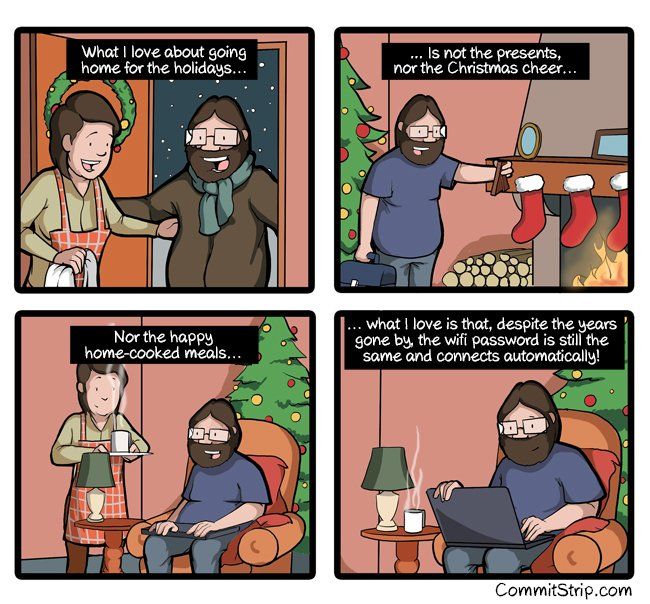 What I love about going
home for the holidays...
... Is not the presents,
nor the Christmas cheer...
Nor the happy
home-cooked meals...
... what I love is that, despite the years
gone by, the wifi password is still the
same and connects automatically!
CommitStrip.com